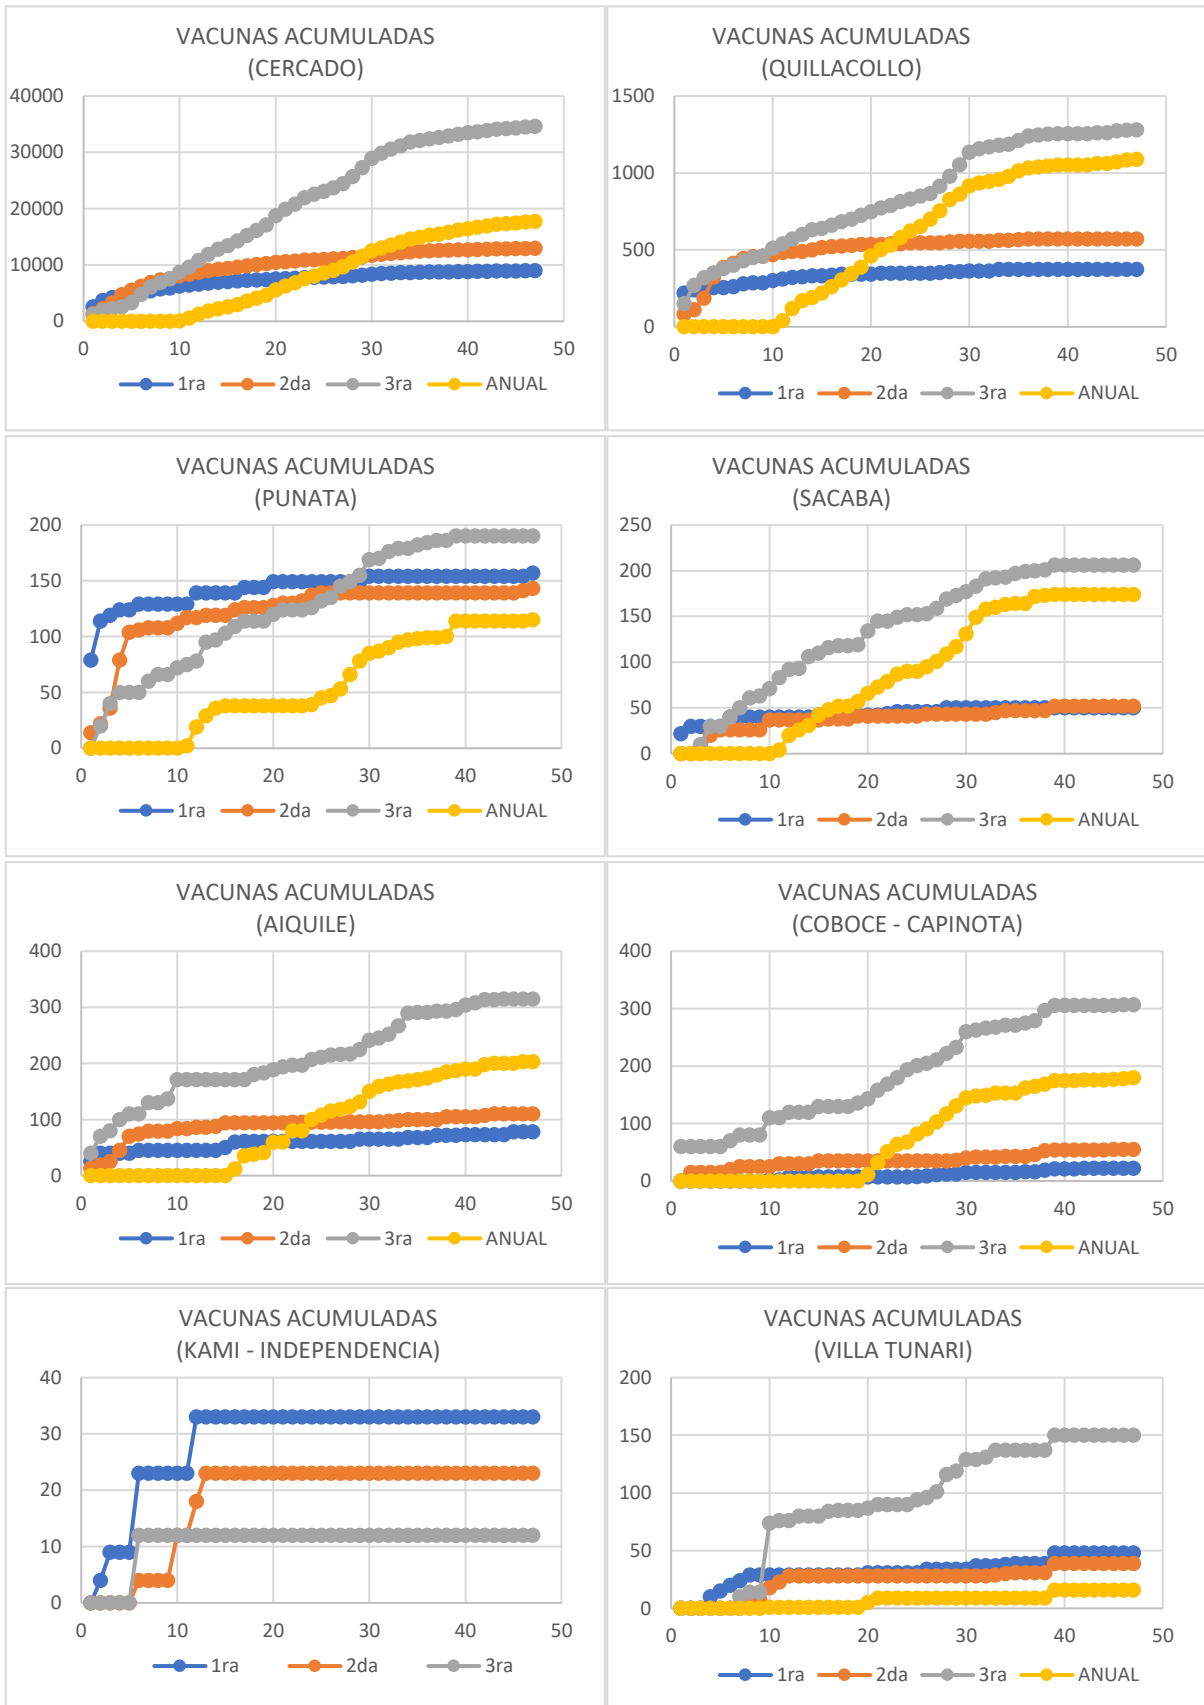 VACUNAS ACUMULADAS
(CERCADO)
40000
30000
20000
10000
0
0 10 20 30 40 50
1ra 2da 3ra ANUAL
VACUNAS ACUMULADAS
(QUILLACOLLO)
1500
1000
500
0
0 10 20 30 40 50
1ra 2da 3ra ANUAL
VACUNAS ACUMULADAS
(PUNATA)
200
150
100
50
0
0 10 20 30 40 50
1ra 2da 3ra ANUAL
VACUNAS ACUMULADAS
(SACABA)
250
200
150
100
50
0
0 10 20 30 40 50
1ra 2da 3ra ANUAL
VACUNAS ACUMULADAS
(AIQUILE)
400
300
200
100
0
0 10 20 30 40 50
1ra 2da 3ra ANUAL
VACUNAS ACUMULADAS
(COBOCE - CAPINOTA)
400
300
200
100
0
0 10 20 30 40 50
1ra 2da 3ra ANUAL
VACUNAS ACUMULADAS
(KAMI - INDEPENDENCIA)
40
30
20
10
0
0 10 20 30 40 50
1ra 2da 3ra
VACUNAS ACUMULADAS
(VILLA TUNARI)
200
150
100
50
0
0 10 20 30 40 50
1ra 2da 3ra ANUAL